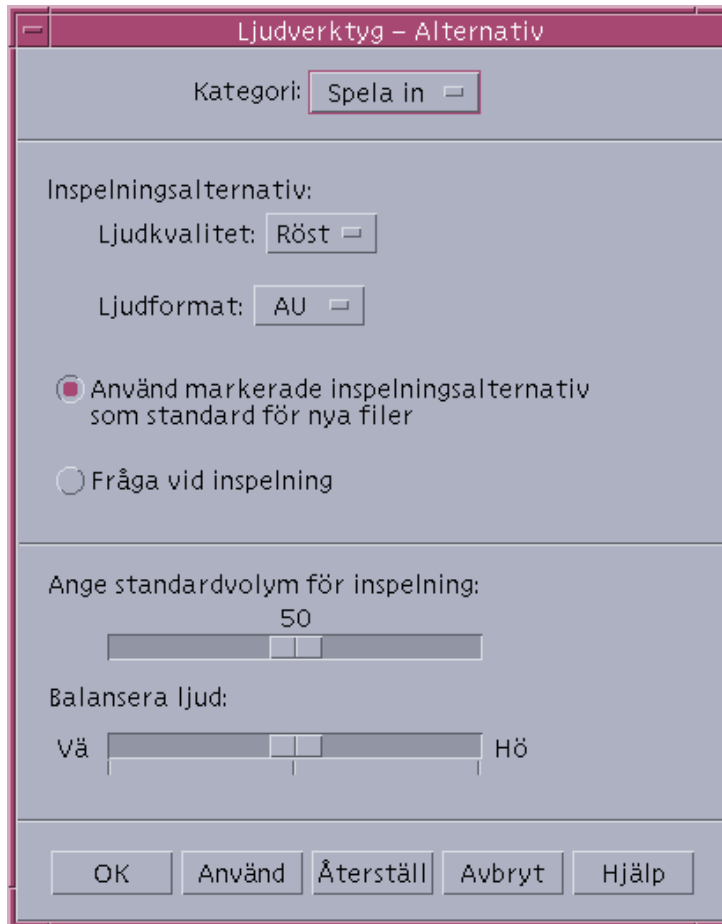 Ljudverktyg – Alternativ
Kategori: Spela in
Inspelningsalternativ:
Ljudkvalitet: Röst
Ljudformat: AU
Använd markerade inspelningsalternativ
som standard för nya filer
Fråga vid inspelning
Ange standardvolym för inspelning:
50
Balansera ljud:
Vä Hö
OK Använd Återställ Avbryt Hjälp